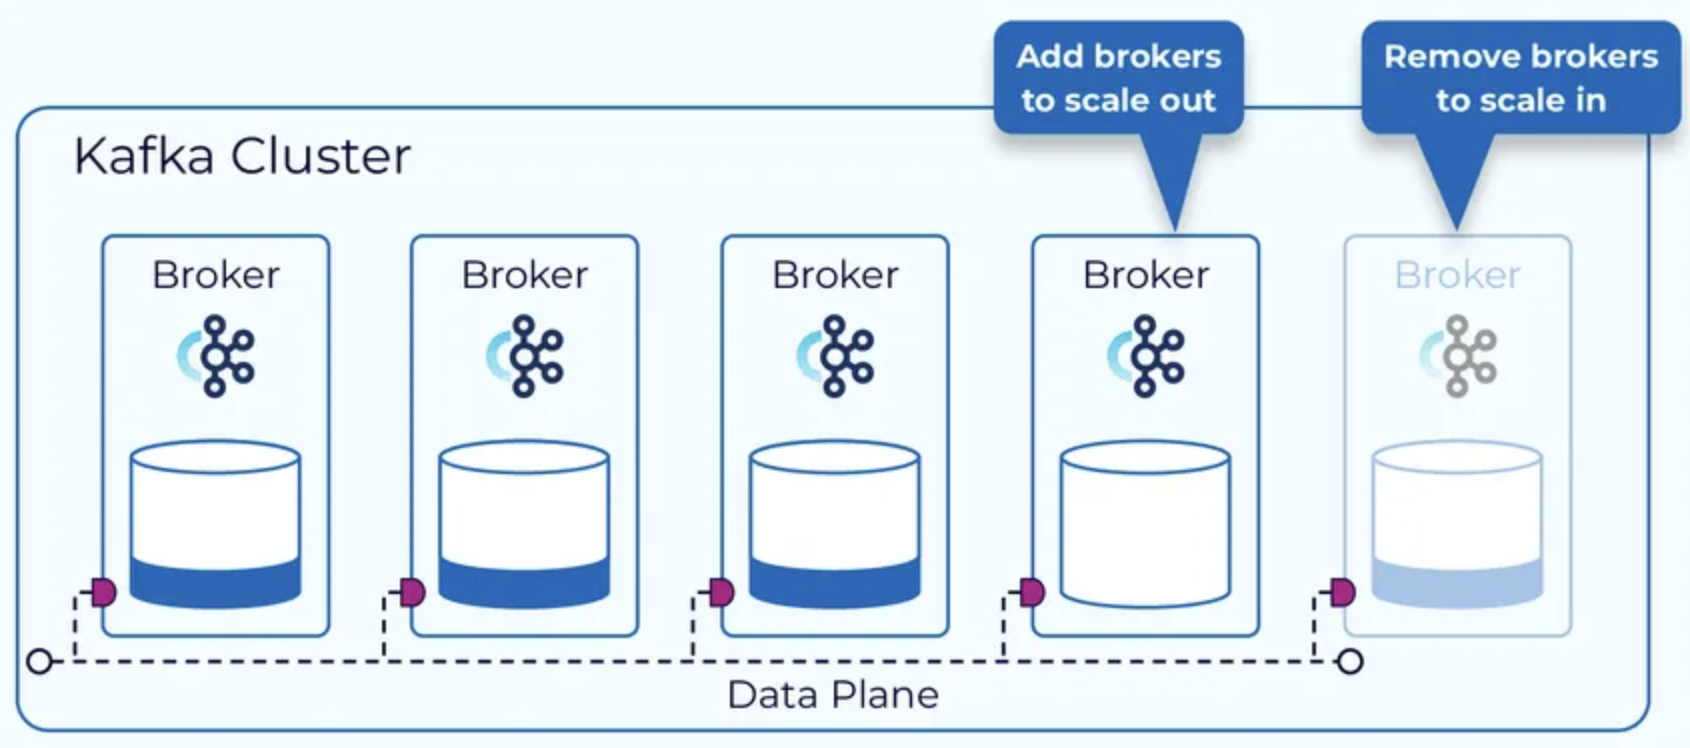 Add brokers
to scale out
Remove brokers
to scale in
Kafka Cluster
Broker
Broker
Broker
Broker
Broker
Data Plane